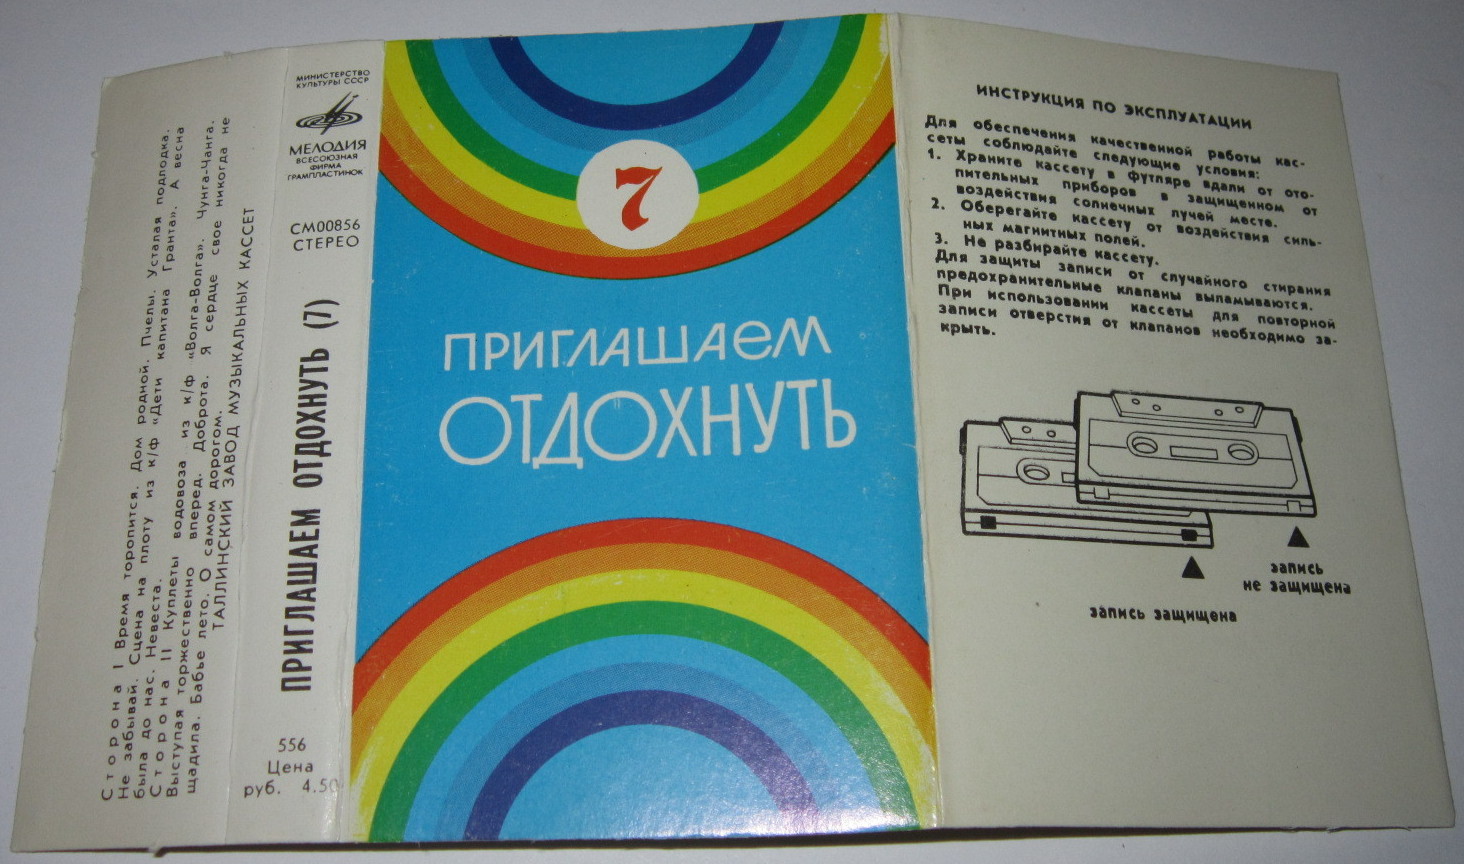 Сторона I Время торопится. Дом родной. Пчелы. Усталая подлодка.
Не забывай. Сцена на плоту из к/ф «Дети капитана Гранта». А весна
была до нас. Невеста.
Сторона II Куплеты водовоза из к/ф «Волга-Волга». Чунга-Чанга.
Выступая торжественно вперед. Доброта. Я сердце свое никогда не
щадила. Бабье лето. О самом дорогом.
ТАЛЛИНСКИЙ ЗАВОД МУЗЫКАЛЬНЫХ КАССЕТ
МИНИСТЕРСТВО
КУЛЬТУРЫ СССР
МЕЛОДИЯ
ВСЕСОЮЗНАЯ
ФИРМА
ГРАМПЛАСТИНОК
СМ00856
СТЕРЕО
ПРИГЛАШАЕМ ОТДОХНУТЬ (7)
556
Цена
руб. 4.50
7
ПРИГЛАШАЕМ
ОТДОХНУТЬ
ИНСТРУКЦИЯ ПО ЭКСПЛУАТАЦИИ
Для обеспечения качественной работы кас-
сеты соблюдайте следующие условия:
1. Храните кассету в футляре вдали от ото-
пительных приборов в защищенном от
воздействия солнечных лучей месте.
2. Оберегайте кассету от воздействия силь-
ных магнитных полей.
3. Не разбирайте кассету.
Для защиты записи от случайного стирания
предохранительные клапаны выламываются.
При использовании кассеты для повторной
записи отверстия от клапанов необходимо за-
крыть.
запись
не защищена
запись защищена